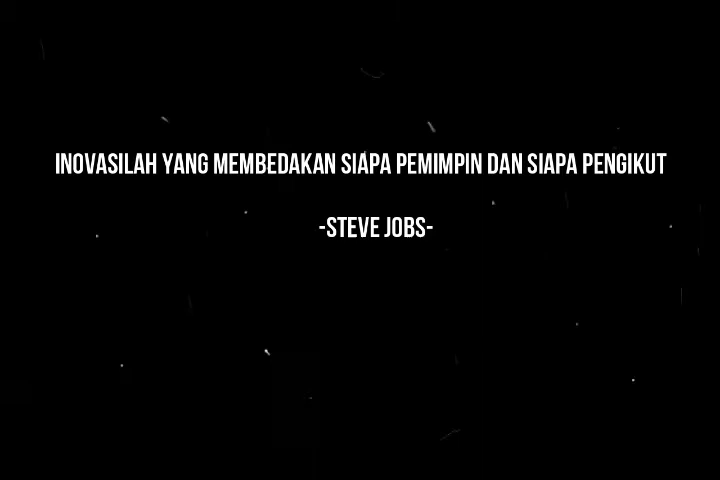 INOVASILAH YANG MEMBEDAKAN SIAPA PEMIMPIN DAN SIAPA PENGIKUT
-STEVE JOBS-